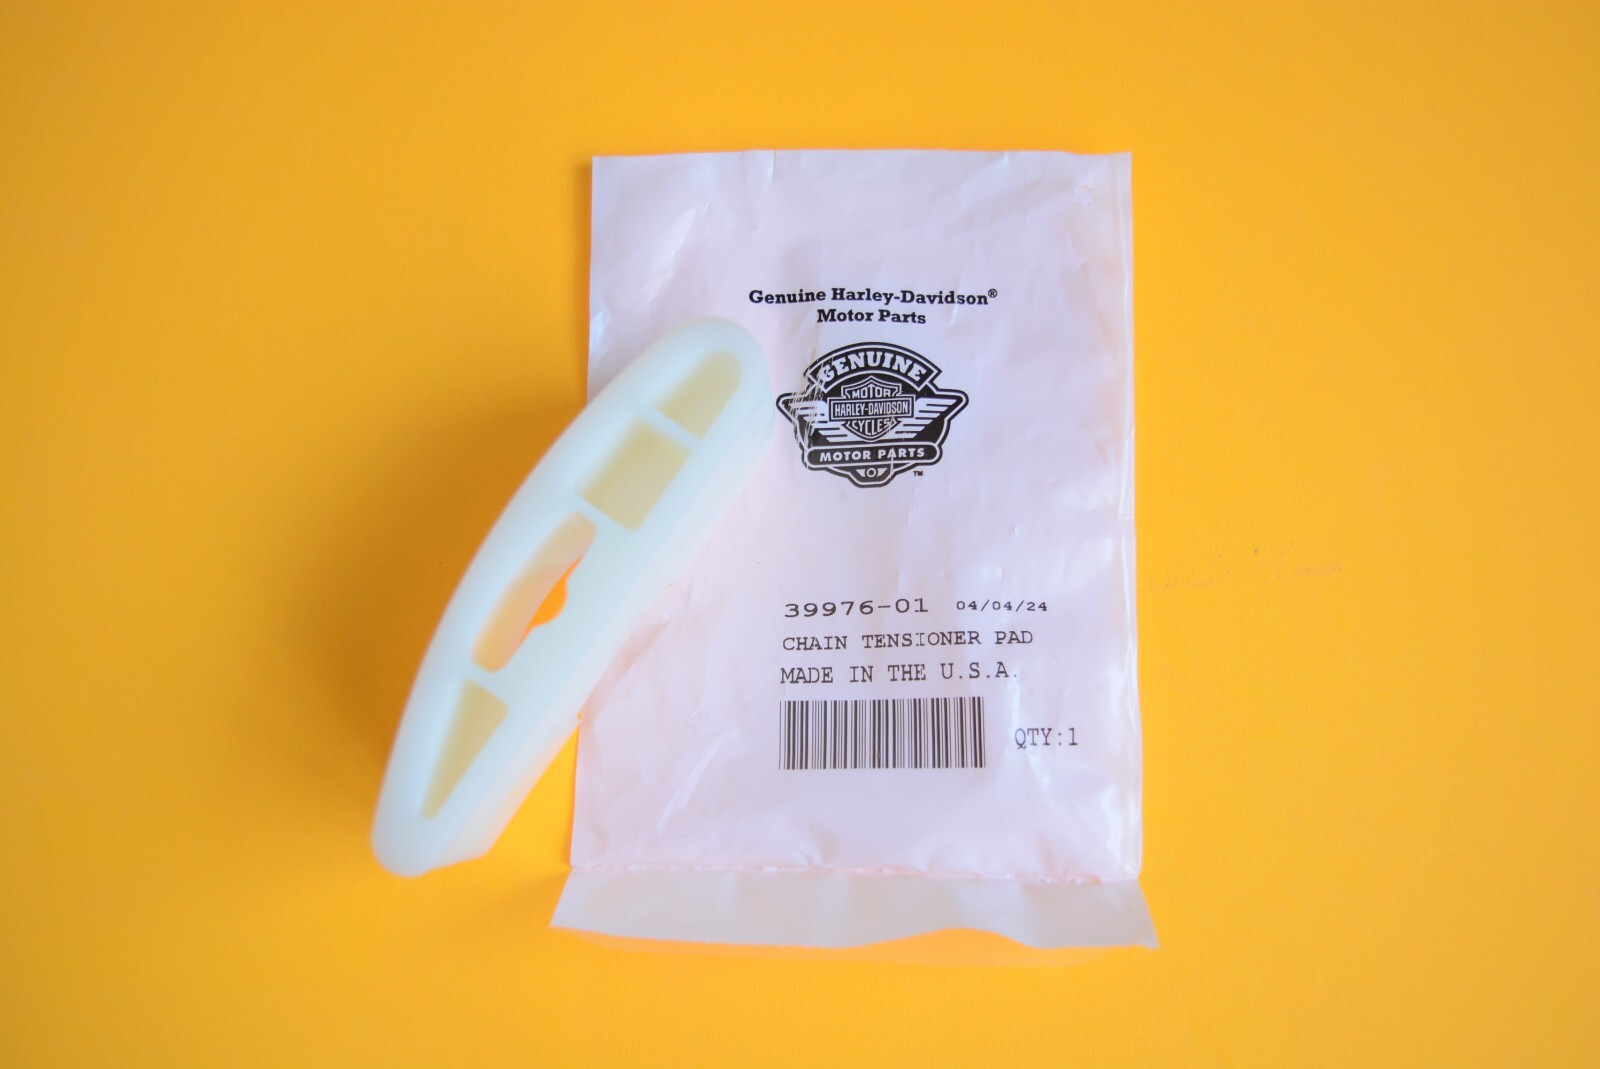 Genuine Harley-Davidson®
Motor Parts
GENUINE
MOTOR
HARLEY-DAVIDSON
CYCLES
MOTOR PARTS
™
39976-01 04/04/24
CHAIN TENSIONER PAD
MADE IN THE U.S.A.
QTY:1